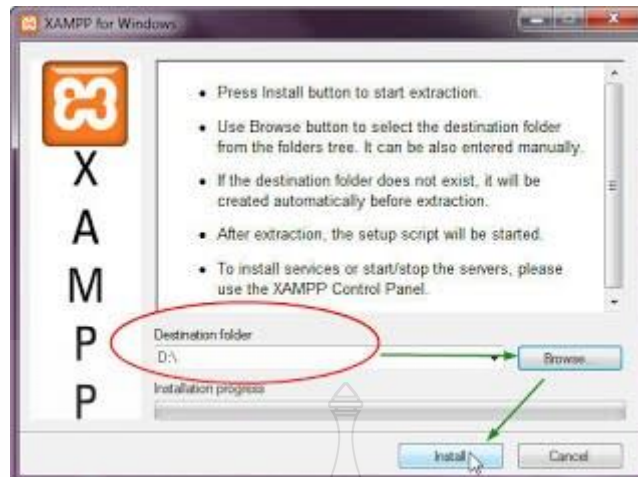 XAMPP for Windows
X
A
M
P
P
• Press Install button to start extraction.
• Use Browse button to select the destination folder
from the folders tree. It can be also entered manually.
• If the destination folder does not exist, it will be
created automatically before extraction.
• After extraction, the setup script will be started.
• To install services or start/stop the servers, please
use the XAMPP Control Panel.
Destination folder
D:\
Browse...
Installation progress
Install
Cancel